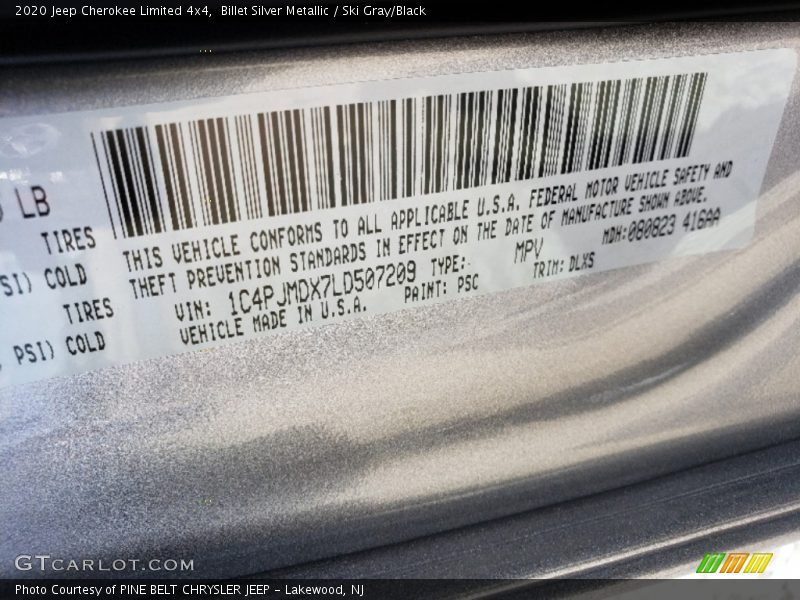 2020 Jeep Cherokee Limited 4x4, Billet Silver Metallic / Ski Gray/Black
LB
TIRES
SI) COLD
TIRES
PSI) COLD
THIS VEHICLE CONFORMS TO ALL APPLICABLE U.S.A. FEDERAL MOTOR VEHICLE SAFETY AND
THEFT PREVENTION STANDARDS IN EFFECT ON THE DATE OF MANUFACTURE SHOWN ABOVE.
VIN: 1C4PJMDX7LD507209 TYPE: MPV MDH:080823 416AA
VEHICLE MADE IN U.S.A. PAINT: PSC TRIM: DLXS
GTCARLOT.COM
Photo Courtesy of PINE BELT CHRYSLER JEEP - Lakewood, NJ